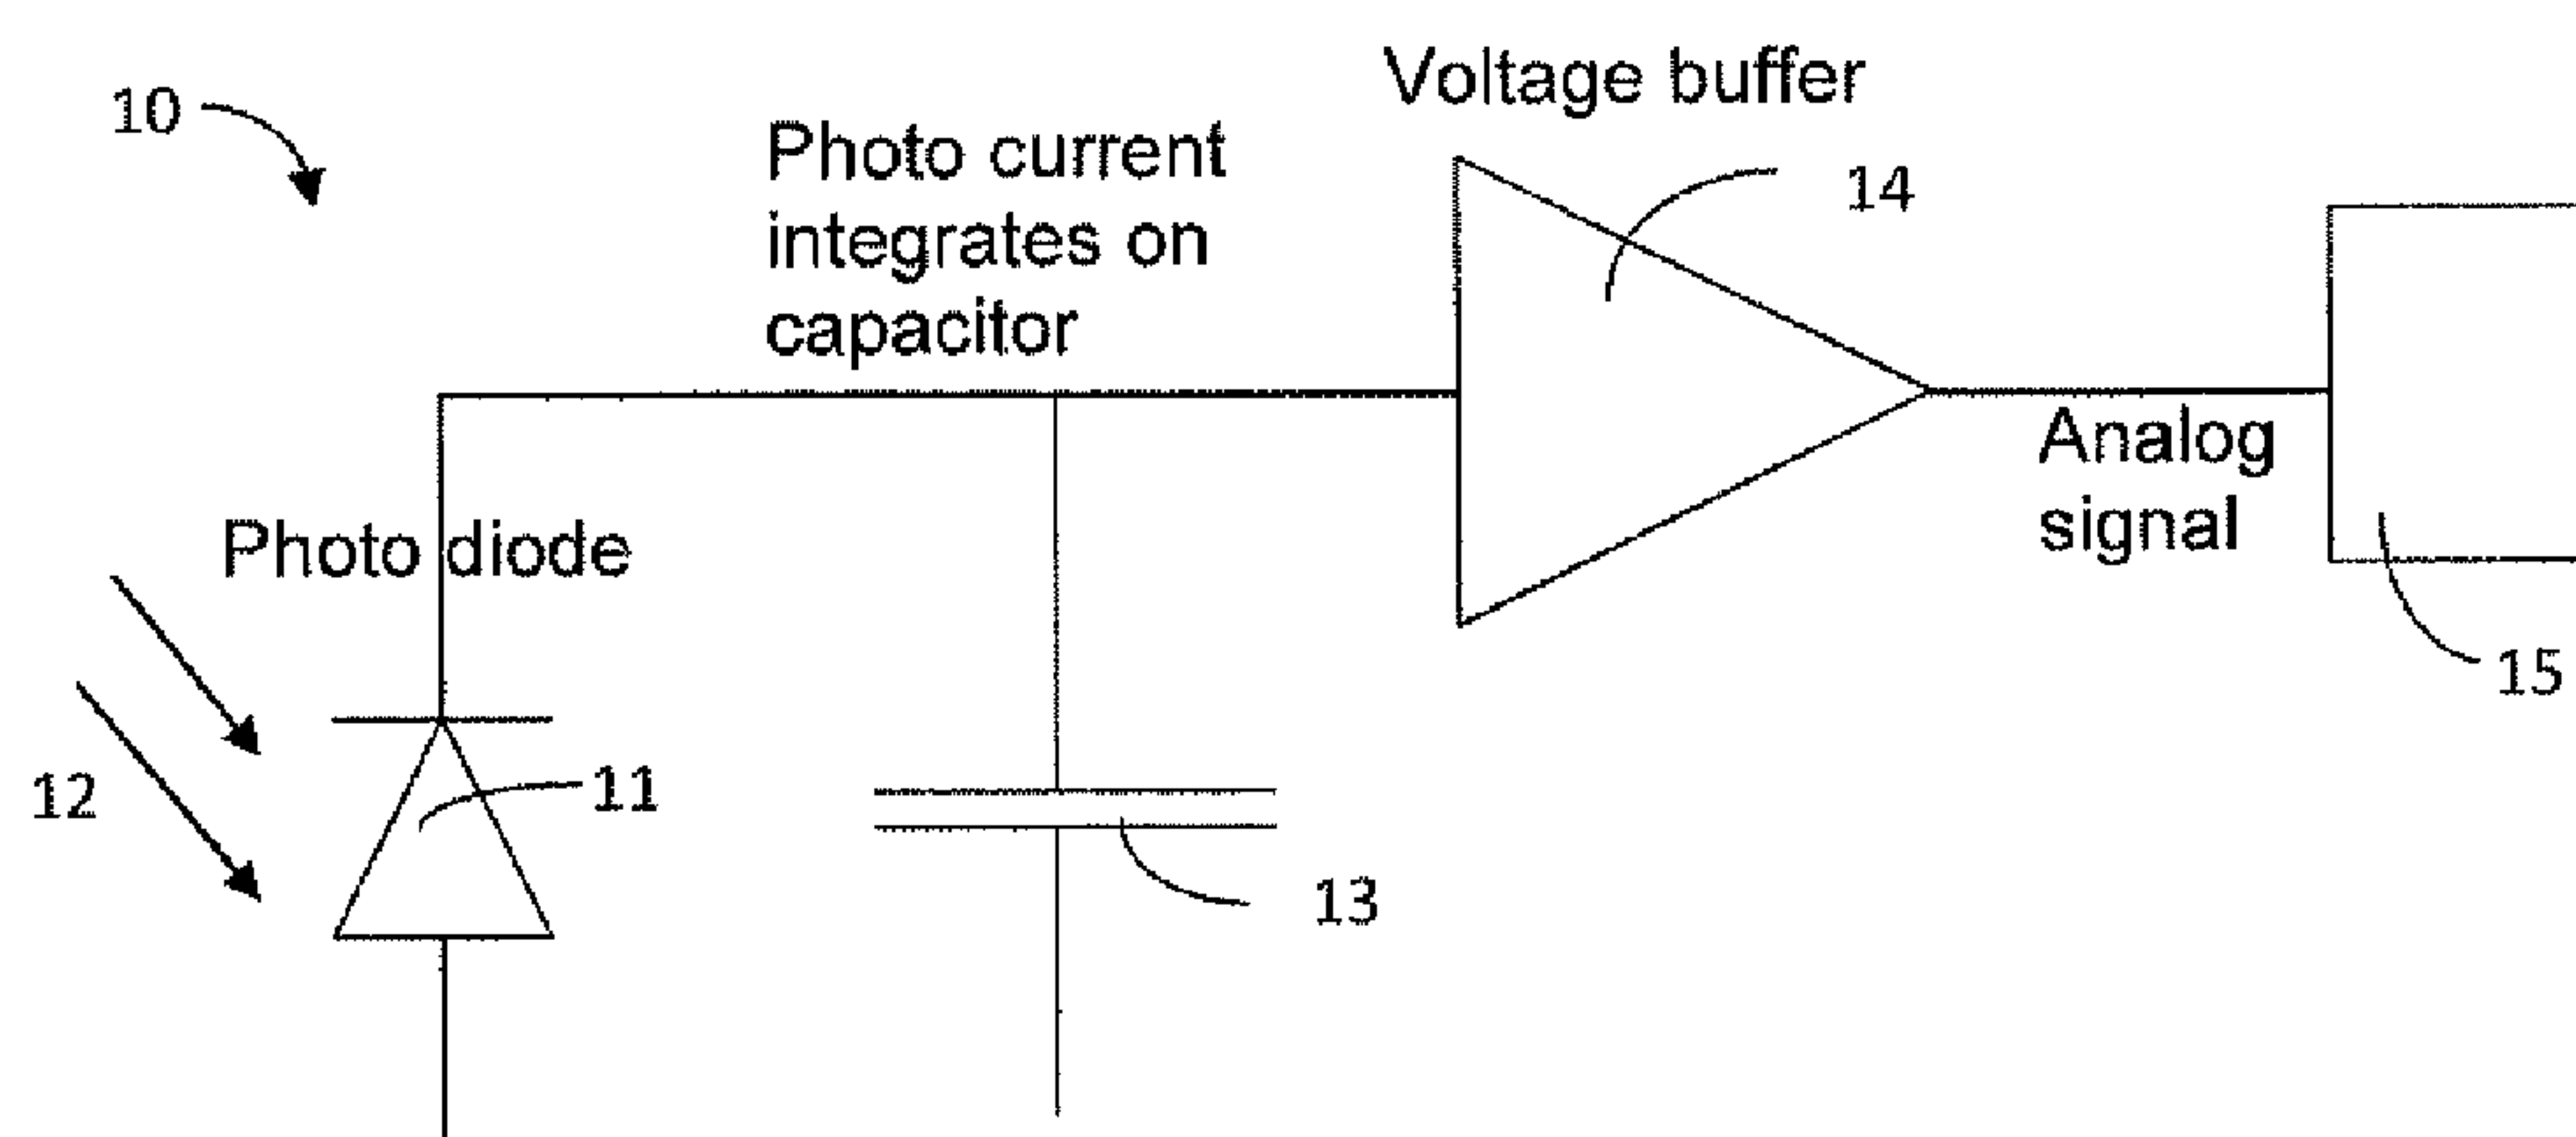 Voltage buffer
10
Photo current
integrates on
capacitor
14
Analog
signal
Photo diode
15
12
11
13